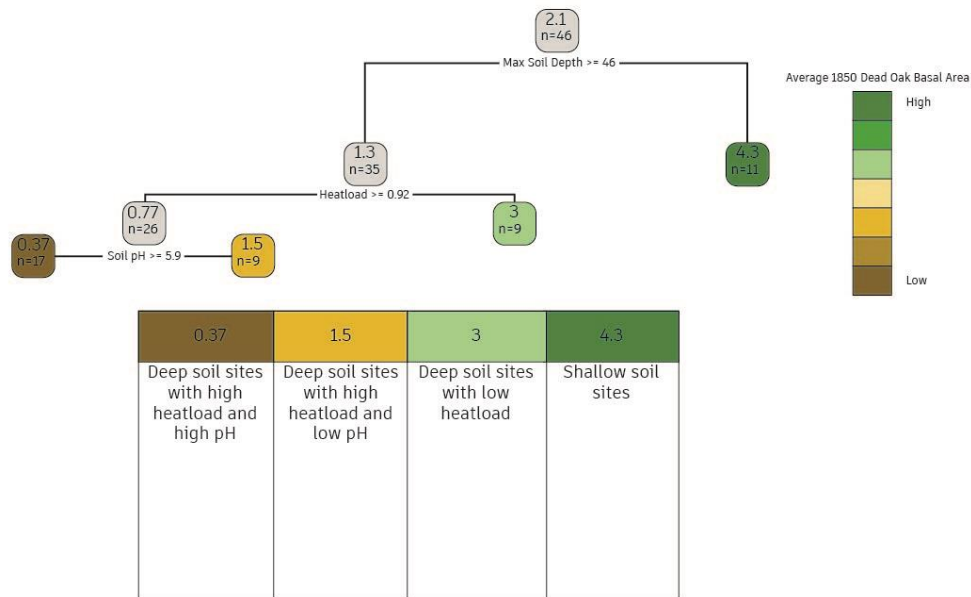 2.1
n=46
Max Soil Depth >= 46
Average 1850 Dead Oak Basal Area
High
Low
1.3
n=35
4.3
n=11
Heatload >= 0.92
0.77
n=26
3
n=9
0.37
n=17
Soil pH >= 5.9
1.5
n=9
0.37
1.5
3
4.3
Deep soil sites
with high
heatload and
high pH
Deep soil sites
with high
heatload and
low pH
Deep soil sites
with low
heatload
Shallow soil
sites